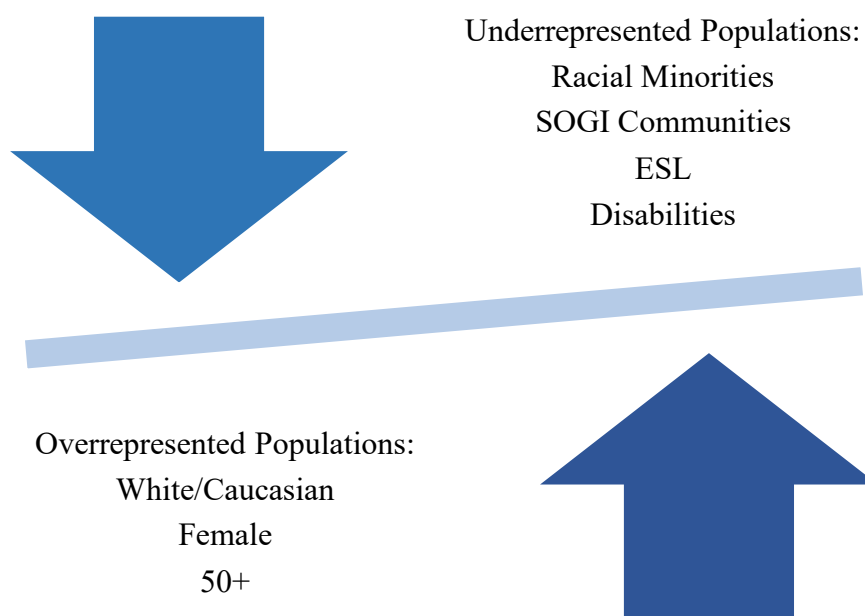 Underrepresented Populations:
Racial Minorities
SOGI Communities
ESL
Disabilities
Overrepresented Populations:
White/Caucasian
Female
50+